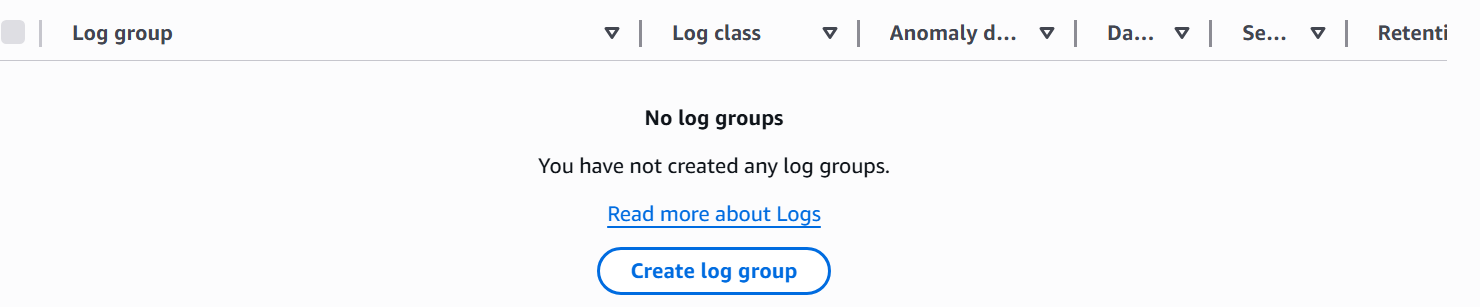 Log group Log class Anomaly d... Da... Se... Retenti
No log groups
You have not created any log groups.
Read more about Logs
Create log group